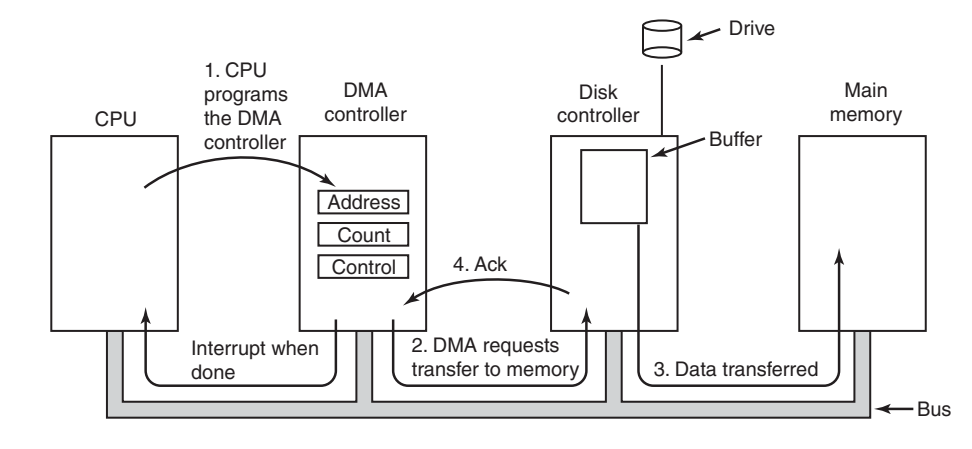 Drive
1. CPU
programs
the DMA
controller
DMA
controller
Disk
controller
Main
memory
CPU
Buffer
Address
Count
Control
4. Ack
Interrupt when
done
2. DMA requests
transfer to memory
3. Data transferred
Bus